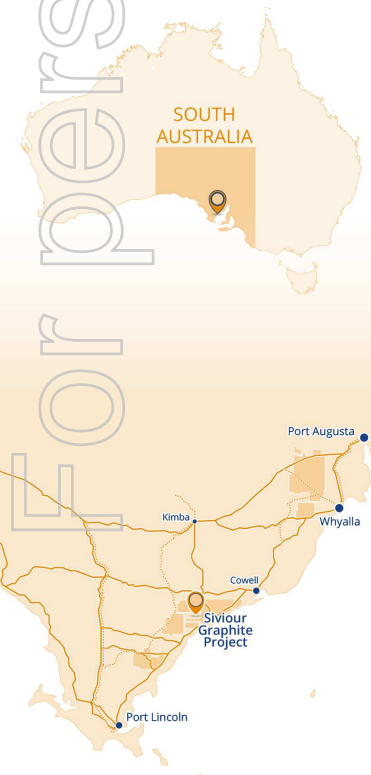 SOUTH
AUSTRALIA
For pers
Port Augusta
Whyalla
Kimba
Cowell
Siviour
Graphite
Project
Port Lincoln